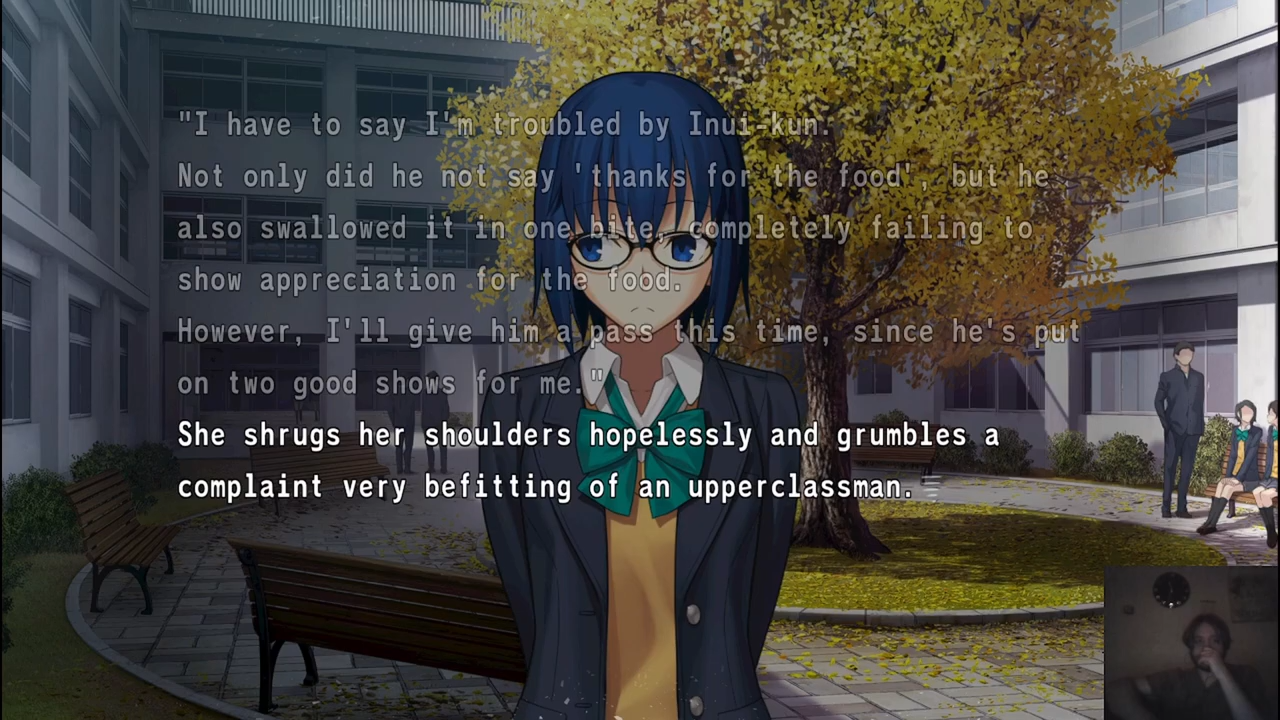 "I have to say I'm troubled by Inui-kun.
Not only did he not say 'thanks for the food', but he
also swallowed it in one bite, completely failing to
show appreciation for the food.
However, I'll give him a pass this time, since he's put
on two good shows for me."
She shrugs her shoulders hopelessly and grumbles a
complaint very befitting of an upperclassman.